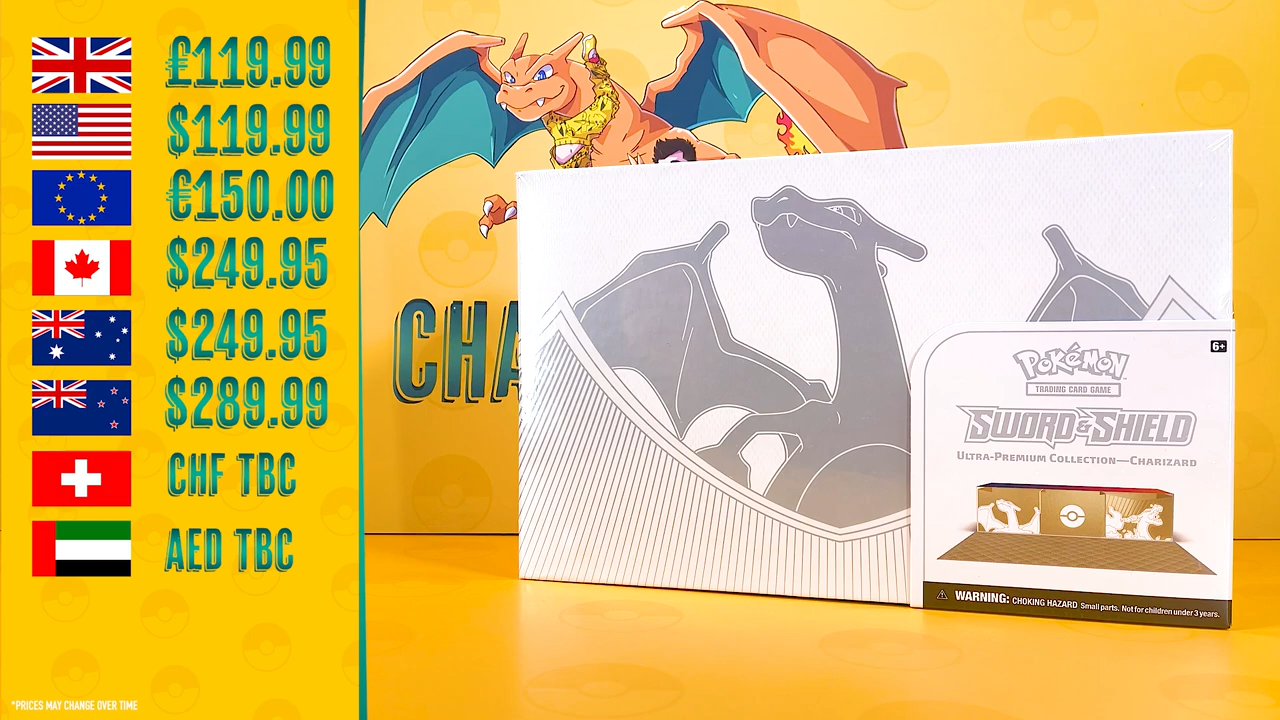 £119.99
$119.99
€150.00
$249.95
$249.95
$289.99
CHF TBC
AED TBC
*PRICES MAY CHANGE OVER TIME
CHA
6+
POKéMON
TRADING CARD GAME
SWORD & SHIELD
ULTRA-PREMIUM COLLECTION—CHARIZARD
WARNING: CHOKING HAZARD Small parts. Not for children under 3 years.